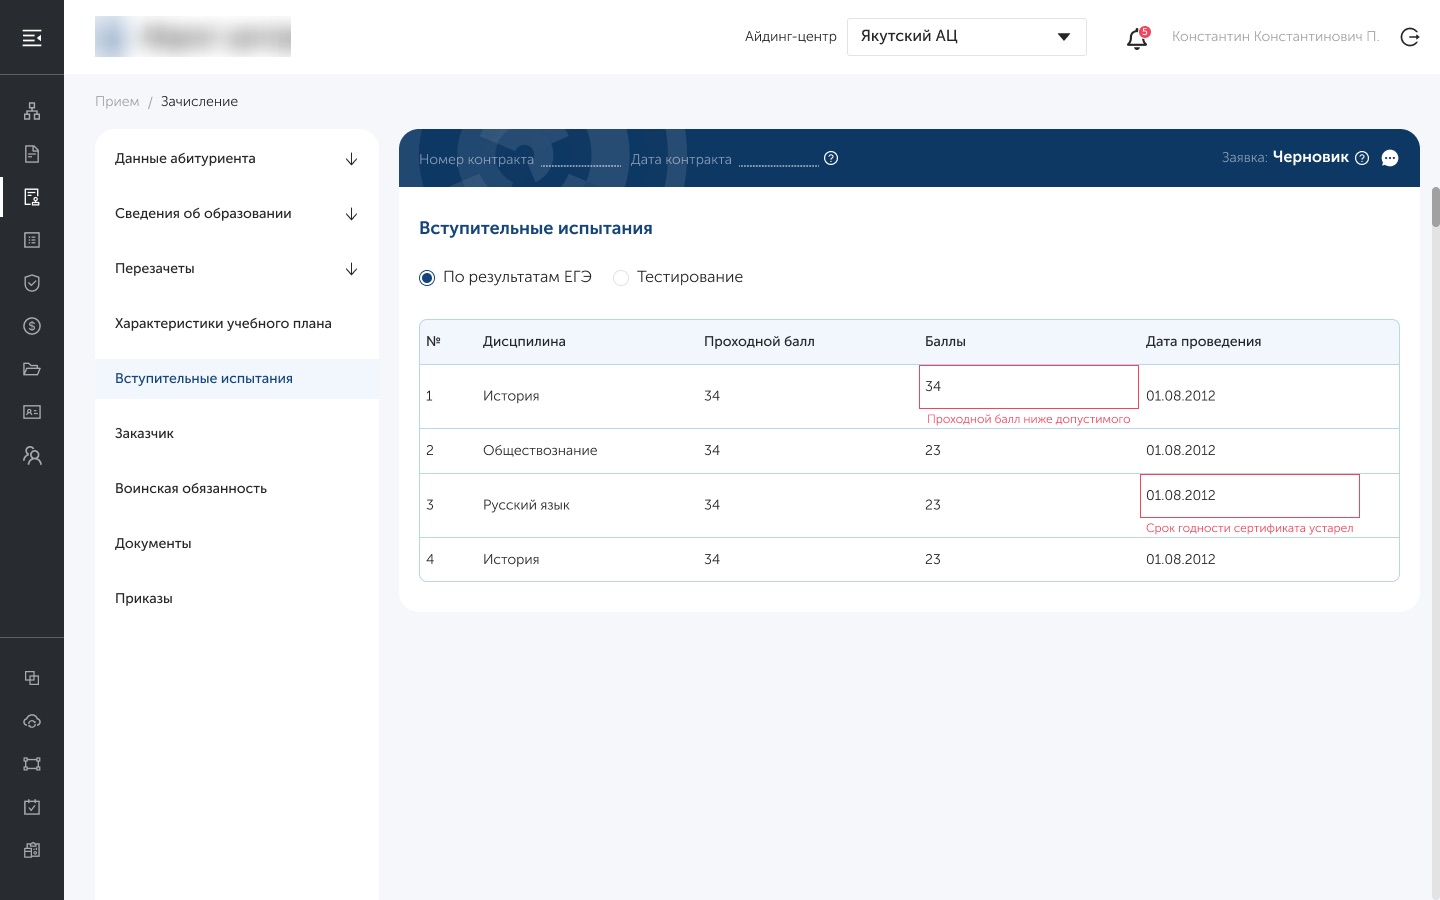 Айдинг-центр Якутский АЦ 5 Константин Константинович П.
Прием / Зачисление
Данные абитуриента
Сведения об образовании
Перезачеты
Характеристики учебного плана
Вступительные испытания
Заказчик
Воинская обязанность
Документы
Приказы
Номер контракта Дата контракта ? Заявка: Черновик ?
Вступительные испытания
По результатам ЕГЭ Тестирование
№ Дисцпилина Проходной балл Баллы Дата проведения
1 История 34 34 01.08.2012
Проходной балл ниже допустимого
2 Обществознание 34 23 01.08.2012
3 Русский язык 34 23 01.08.2012
Срок годности сертификата устарел
4 История 34 23 01.08.2012